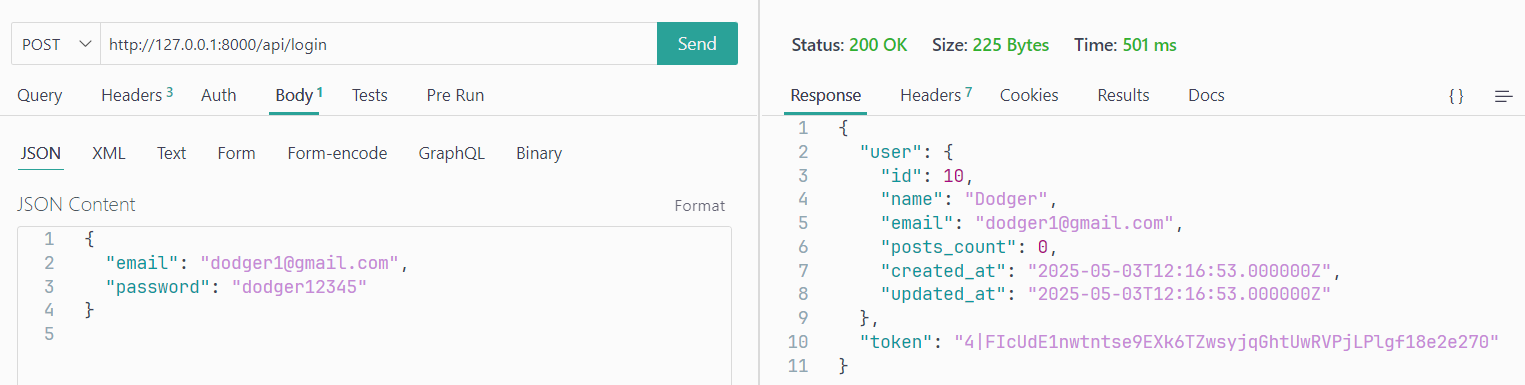 POST http://127.0.0.1:8000/api/login Send
Query Headers 3 Auth Body 1 Tests Pre Run
JSON XML Text Form Form-encode GraphQL Binary
JSON Content Format
1 {
2 "email": "dodger1@gmail.com",
3 "password": "dodger12345"
4 }
5
Status: 200 OK Size: 225 Bytes Time: 501 ms
Response Headers 7 Cookies Results Docs { }
1 {
2 "user": {
3 "id": 10,
4 "name": "Dodger",
5 "email": "dodger1@gmail.com",
6 "posts_count": 0,
7 "created_at": "2025-05-03T12:16:53.000000Z",
8 "updated_at": "2025-05-03T12:16:53.000000Z"
9 },
10 "token": "4|FIcUdE1nwtntse9EXk6TZwsyjqGhtUwRVPjLPlgf18e2e270"
11 }